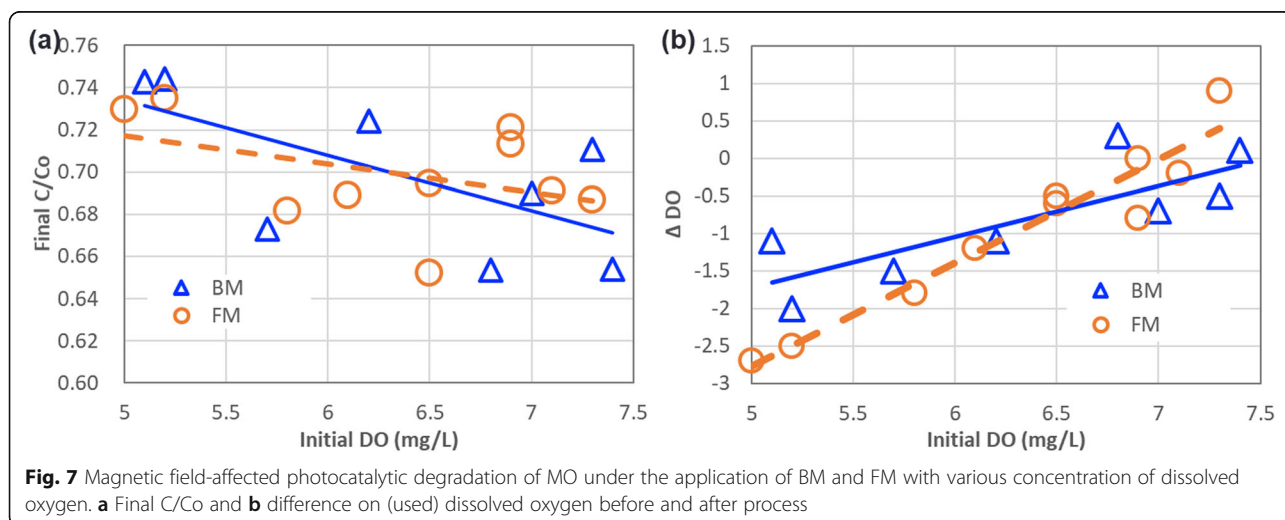 (a)
0.76
0.74
0.72
0.70
0.68
0.66
0.64
0.62
0.60
Final C/Co
BM
FM
5 5.5 6 6.5 7 7.5
Initial DO (mg/L)
(b)
1.5
1
0.5
0
-0.5
-1
-1.5
-2
-2.5
-3
Δ DO
BM
FM
5 5.5 6 6.5 7 7.5
Initial DO (mg/L)
Fig. 7 Magnetic field-affected photocatalytic degradation of MO under the application of BM and FM with various concentration of dissolved
oxygen. a Final C/Co and b difference on (used) dissolved oxygen before and after process